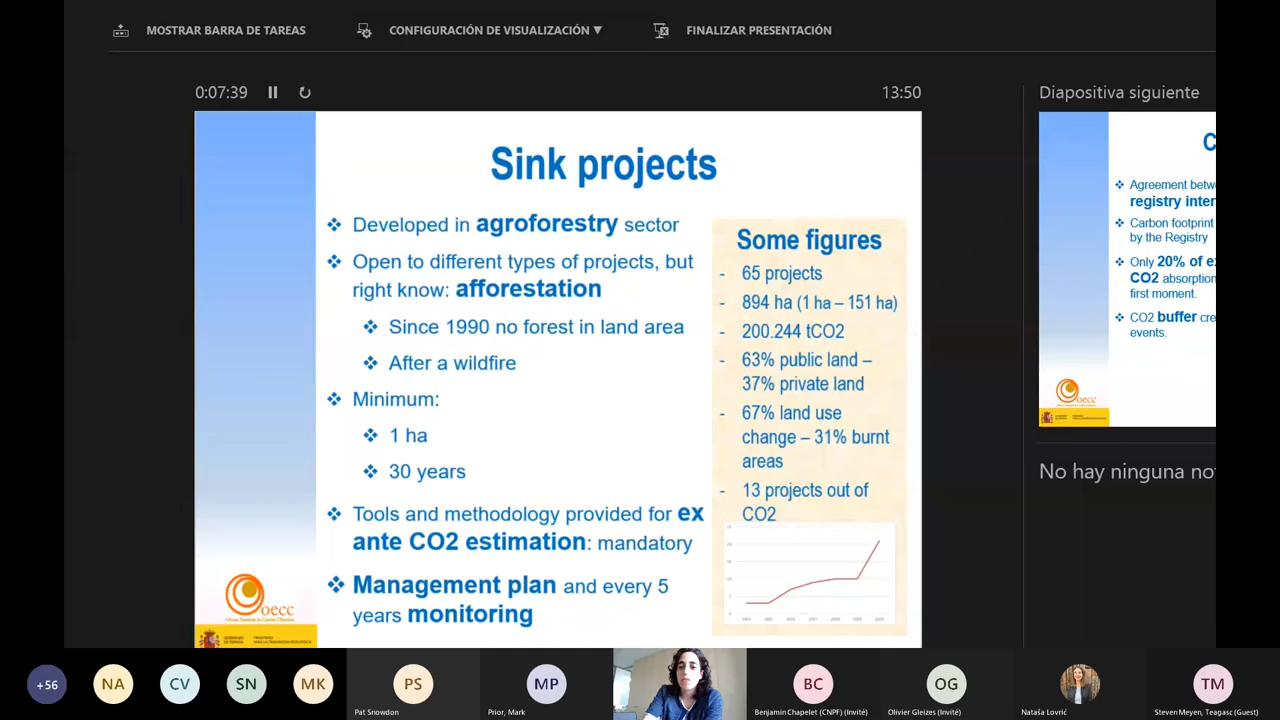 MOSTRAR BARRA DE TAREAS
CONFIGURACIÓN DE VISUALIZACIÓN ▼
FINALIZAR PRESENTACIÓN
0:07:39
13:50
Diapositiva siguiente
Sink projects
❖ Developed in agroforestry sector
❖ Open to different types of projects, but
right know: afforestation
❖ Since 1990 no forest in land area
❖ After a wildfire
❖ Minimum:
❖ 1 ha
❖ 30 years
❖ Tools and methodology provided for ex
ante CO2 estimation: mandatory
❖ Management plan and every 5
years monitoring
Some figures
- 65 projects
- 894 ha (1 ha – 151 ha)
- 200.244 tCO2
- 63% public land –
37% private land
- 67% land use
change – 31% burnt
areas
- 13 projects out of
CO2
oecc
C
❖ Agreement betw
registry inter
❖ Carbon footprint
by the Registry
❖ Only 20% of e
CO2 absorption
first moment.
❖ CO2 buffer cre
events.
oecc
No hay ninguna no
+56
NA
CV
SN
MK
PS
Pat Snowdon
MP
Prior, Mark
BC
Benjamin Chapelet (CNPF) (Invité)
OG
Olivier Gleizes (Invité)
Nataša Lovrić
TM
Steven Meyen, Teagasc (Guest)